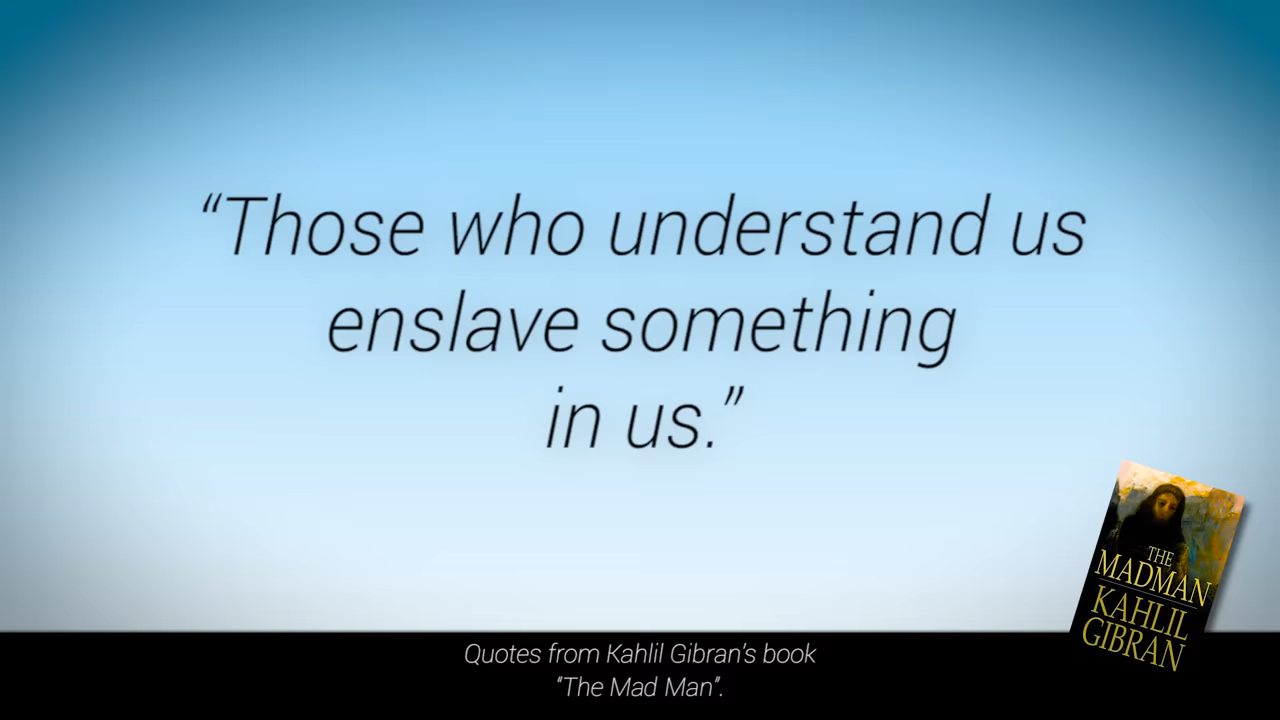 “Those who understand us
enslave something
in us.”
THE
MADMAN
KAHLIL
GIBRAN
Quotes from Kahlil Gibran’s book
“The Mad Man”.